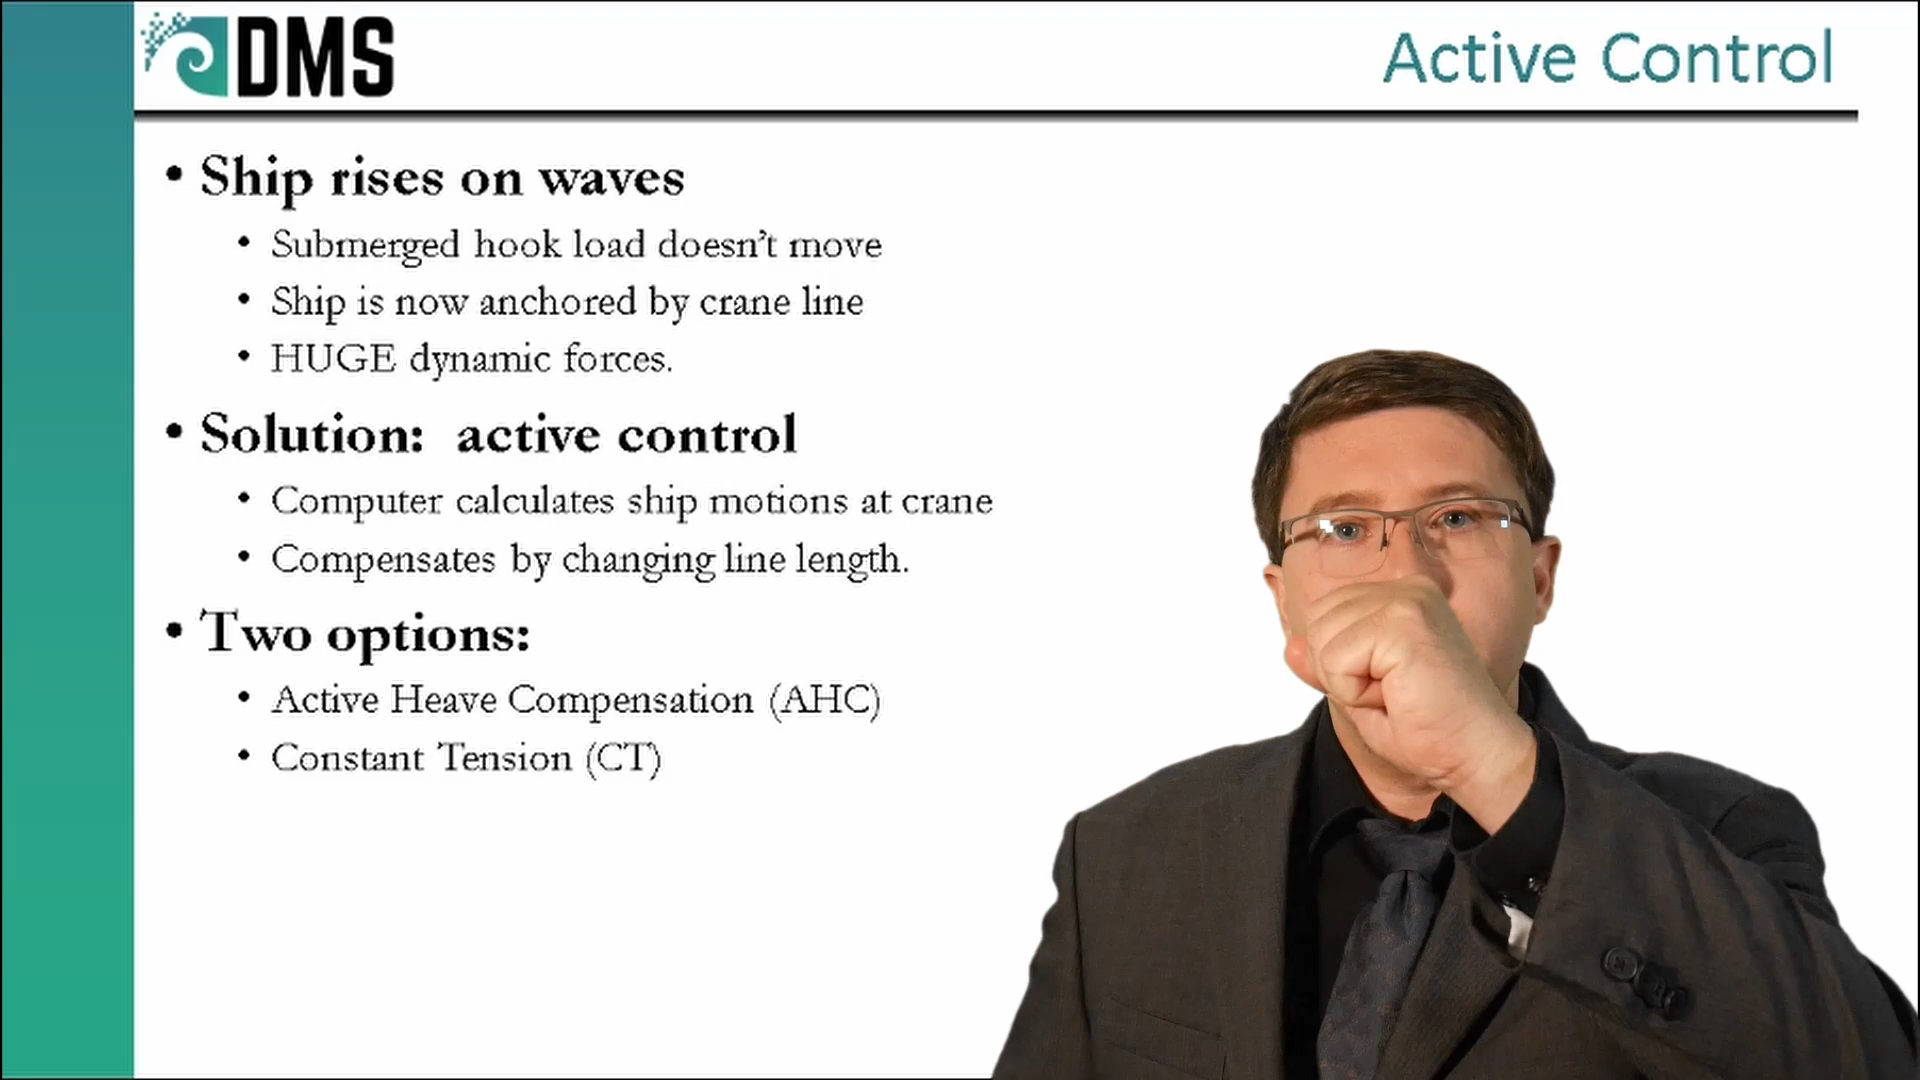 DMS
Active Control
• Ship rises on waves
• Submerged hook load doesn't move
• Ship is now anchored by crane line
• HUGE dynamic forces.
• Solution:  active control
• Computer calculates ship motions at crane
• Compensates by changing line length.
• Two options:
• Active Heave Compensation (AHC)
• Constant Tension (CT)